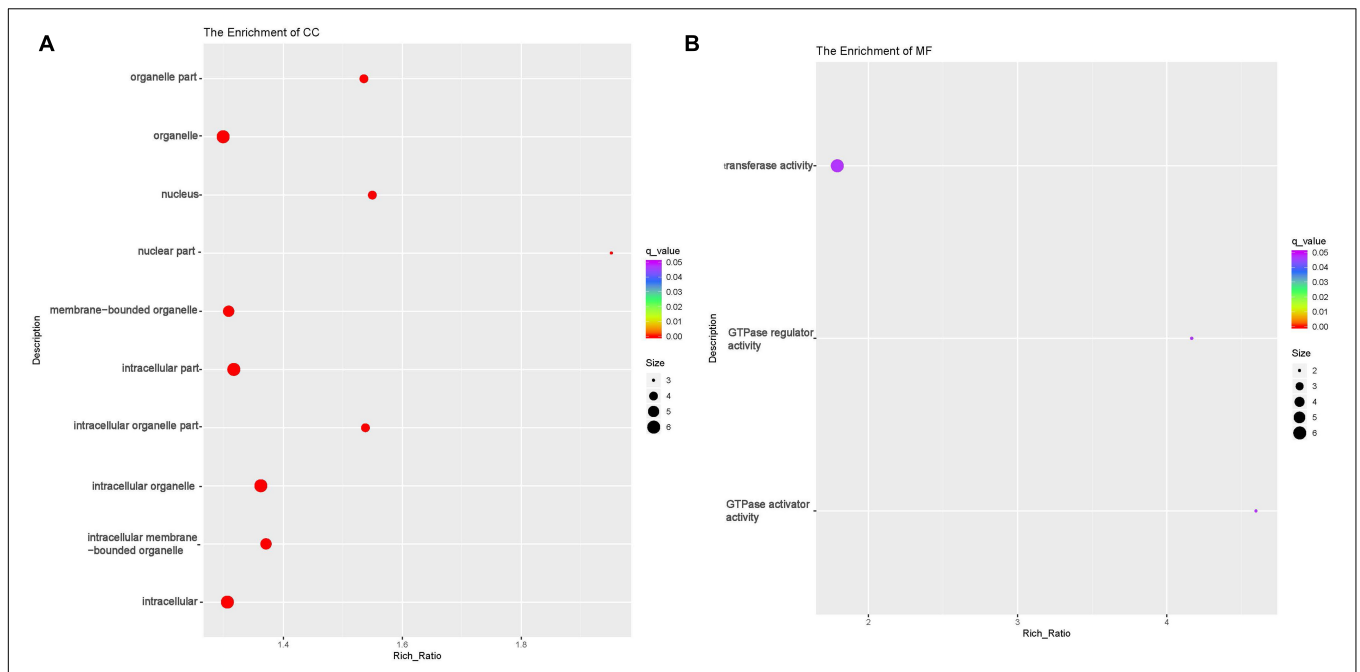 A
The Enrichment of CC
organelle part
organelle
nucleus
nuclear part
membrane-bounded organelle
intracellular part
intracellular organelle part
intracellular organelle
intracellular membrane
-bounded organelle
intracellular
Description
1.4
1.6
1.8
Rich_Ratio
q_value
0.05
0.04
0.03
0.02
0.01
0.00
Size
3
4
5
6
B
The Enrichment of MF
ransferase activity
GTPase regulator
activity
GTPase activator
activity
Description
2
3
4
Rich_Ratio
q_value
0.05
0.04
0.03
0.02
0.01
0.00
Size
2
3
4
5
6